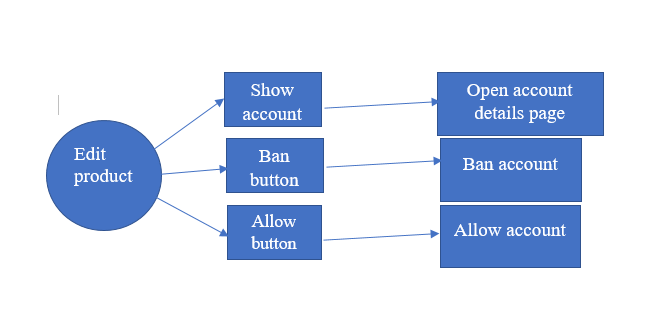 Edit
product
Show
account
Open account
details page
Ban
button
Ban account
Allow
button
Allow account